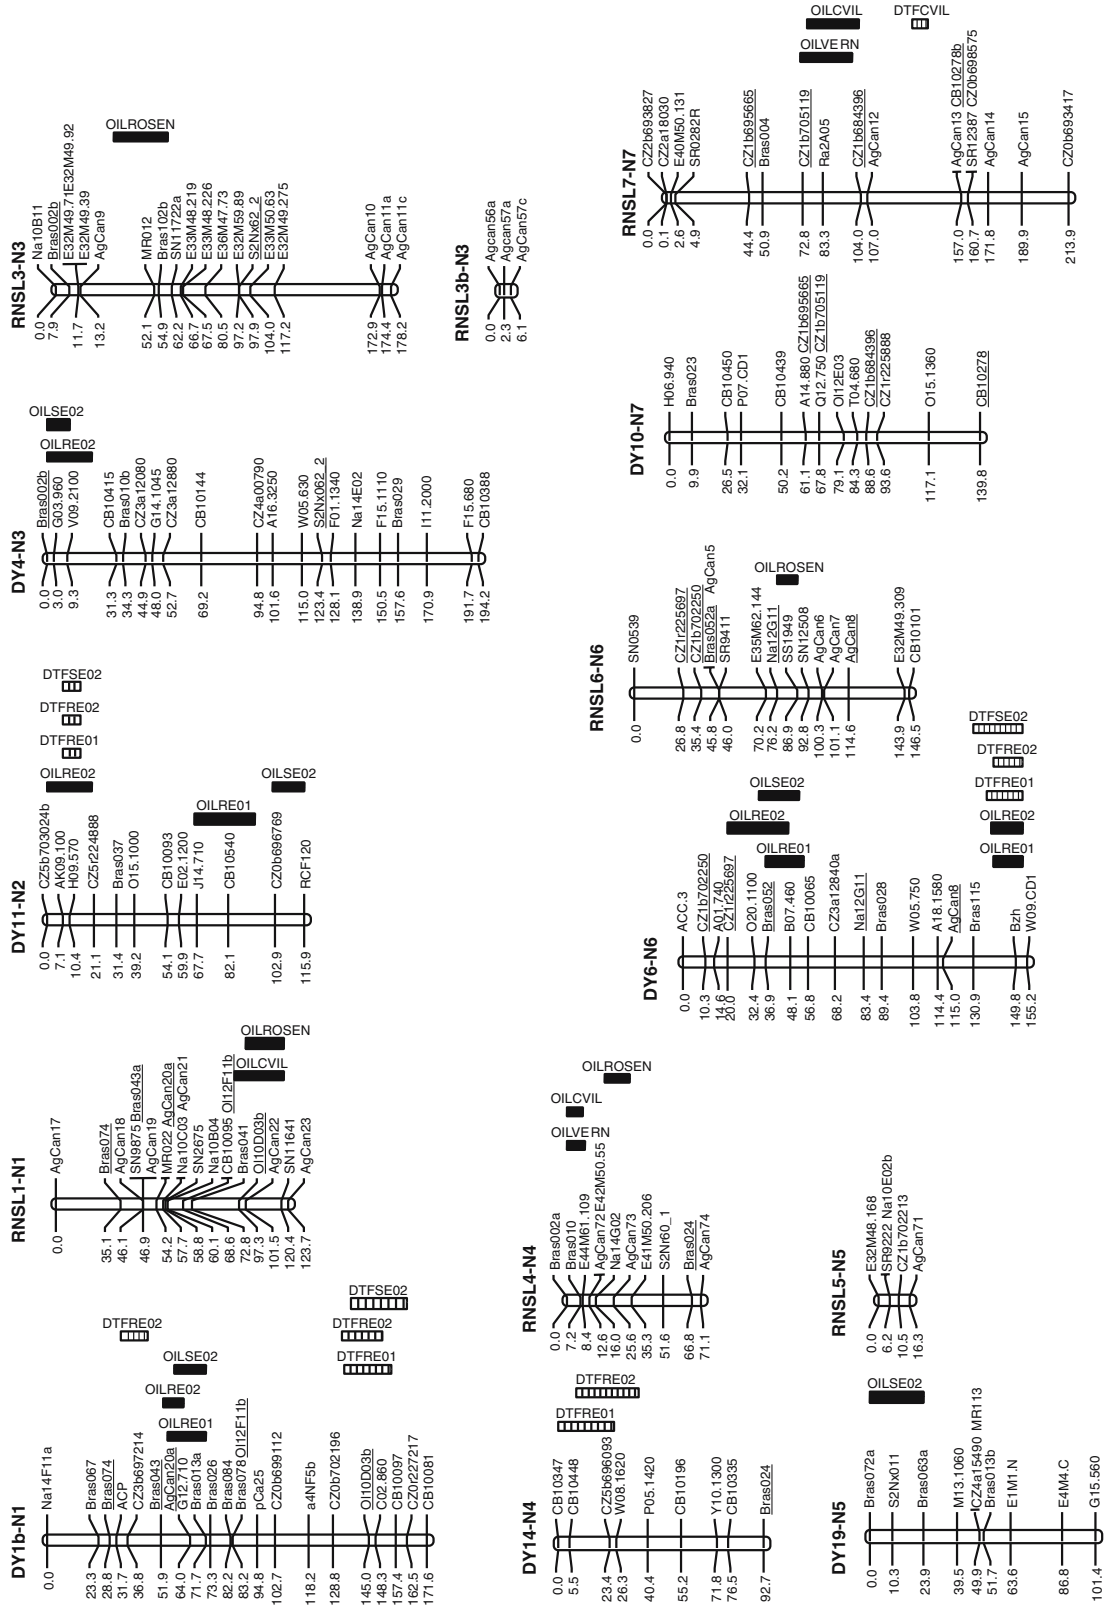 DY1b-N1
0.0 Na14F11a
23.3 Bras067
28.8 Bras074
31.7 ACP
36.8 CZ3b697214
51.9 Bras043
64.0 AgCan20a
71.7 G12.710
73.3 Bras013a
82.2 Bras026
83.2 Bras084
94.8 Bras078 OI12F11b
102.7 pCa25
118.2 CZ0b699112
128.8 a4NF5b
145.0 CZ0b702196
148.3 OI10D03b
157.4 C02.860
162.5 CB10097
171.6 CZ0r227217
CB10081
OILRE01
OILRE02
OILSE02
DTFRE02
DTFRE01
DTFRE02
DTFSE02
RNSL1-N1
0.0 AgCan17
35.1 Bras074
46.1 AgCan18
46.9 SN9875 Bras043a
AgCan19
54.2 MR022 AgCan20a
57.7 Na10C03 AgCan21
58.8 SN2675
60.1 Na10B04
68.6 CB10095 OI12F11b
72.8 Bras041
97.3 OI10D03b
101.5 AgCan22
120.4 SN11641
123.7 AgCan23
OILCVIL
OILROSEN
DY11-N2
0.0 CZ5b703024b
7.1 AK09.100
10.4 H09.570
21.1 CZ5r224888
31.4 Bras037
39.2 O15.1000
54.1 CB10093
59.9 E02.1200
67.7 J14.710
82.1 CB10540
102.9 CZ0b696769
115.9 RCF120
OILRE02
DTFRE01
DTFRE02
DTFSE02
OILRE01
OILSE02
DY4-N3
0.0 Bras002b
3.0 G03.960
9.3 V09.2100
31.3 CB10415
34.3 Bras010b
44.9 CZ3a12080
48.0 G14.1045
52.7 CZ3a12880
69.2 CB10144
94.8 CZ4a00790
101.6 A16.3250
115.0 W05.630
123.4 S2Nx062_2
128.1 F01.1340
138.9 Na14E02
150.5 F15.1110
157.6 Bras029
170.9 I11.2000
191.7 F15.680
194.2 CB10388
OILRE02
OILSE02
RNSL3-N3
0.0 Na10B11
7.9 Bras002b
E32M49.71E32M49.92
11.7 E32M49.39
13.2 AgCan9
52.1 MR012
54.9 Bras102b
62.2 SN1722a
66.7 E33M48.219
67.5 E33M48.226
80.5 E36M47.73
97.2 E32M59.89
97.9 S2Nx62_2
104.0 E33M50.63
117.2 E32M49.275
172.9 AgCan10
174.4 AgCan11a
178.2 AgCan11c
OILROSEN
RNSL3b-N3
0.0 Agcan56a
2.3 Agcan57a
6.1 AgCan57c
DY14-N4
0.0 CB10347
5.5 CB10448
23.4 CZ5b696093
26.3 W08.1620
40.4 P05.1420
55.2 CB10196
71.8 Y10.1300
76.5 CB10335
92.7 Bras024
DTFRE01
DTFRE02
RNSL4-N4
0.0 Bras002a
7.2 Bras010
8.4 E44M61.109
12.6 AgCan72 E42M50.55
16.0 Na14G02
25.6 AgCan73
35.3 E41M50.206
51.6 S2Nr60_1
66.8 Bras024
71.1 AgCan74
OILVERN
OILCVIL
OILROSEN
DY19-N5
0.0 Bras072a
10.3 S2Nx011
23.9 Bras063a
39.5 M13.1060
49.9 CZ4a15490 MR113
51.7 Bras013b
63.6 E1M1.N
86.8 E4M4.C
101.4 G15.560
OILSE02
RNSL5-N5
0.0 E32M48.168
6.2 SR9222 Na10E02b
10.5 CZ1b702213
16.3 AgCan71
DY6-N6
0.0 ACC.3
10.3 CZ1b702250
14.6 A01.740
20.0 CZ1r225697
32.4 O20.1100
36.9 Bras052
48.1 B07.460
56.8 CB10065
68.2 CZ3a12840a
83.4 Na12G11
89.4 Bras028
103.8 W05.750
114.4 A18.1580
115.0 AgCan8
130.9 Bras115
149.8 Bzh
155.2 W09.CD1
OILRE01
OILRE02
OILSE02
OILRE01
OILRE02
DTFRE01
DTFRE02
DTFSE02
RNSL6-N6
0.0 SN0539
26.8 CZ1r225697
35.4 CZ1b702250
45.8 Bras052a AgCan5
46.0 SR9411
70.2 E35M62.144
76.2 Na12G11
86.9 SS1949
92.8 SN12508
100.3 AgCan6
101.1 AgCan7
114.6 AgCan8
143.9 E32M49.309
146.5 CB10101
OILROSEN
DY10-N7
0.0 H06.940
9.9 Bras023
26.5 CB10450
32.1 P07.CD1
50.2 CB10439
61.1 A14.880 CZ1b695665
67.8 Q12.750 CZ1b705119
79.1 OI12E03
84.3 T04.680
88.6 CZ1b684396
93.6 CZ1r225888
117.1 O15.1360
139.8 CB10278
RNSL7-N7
0.0 CZ2b693827
0.1 CZ2a18030
2.6 E40M50.131
4.9 SR0282R
44.4 CZ1b695665
50.9 Bras004
72.8 CZ1b705119
83.3 Ra2A05
104.0 CZ1b684396
107.0 AgCan12
157.0 AgCan13 CB10278b
160.7 SR12387 CZ0b698575
171.8 AgCan14
189.9 AgCan15
213.9 CZ0b693417
OILVERN
OILCVIL
DTFCVIL